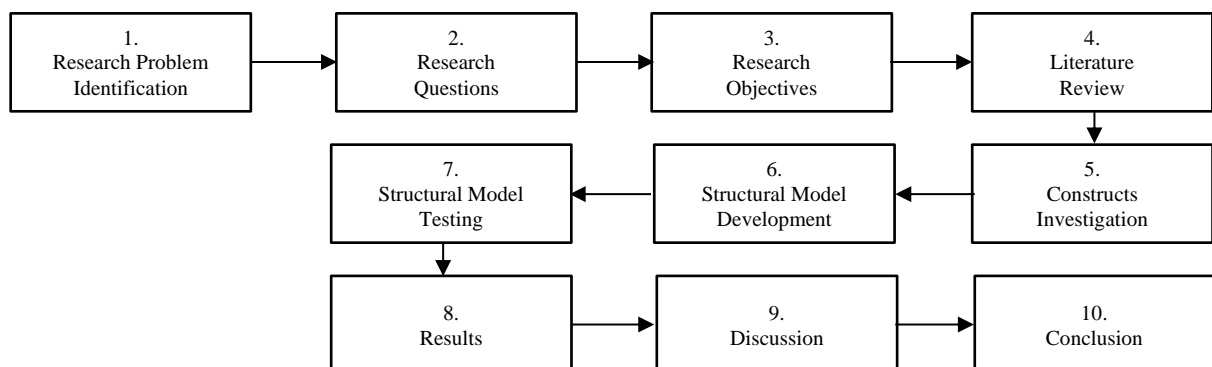 1.
Research Problem
Identification
2.
Research
Questions
3.
Research
Objectives
4.
Literature
Review
5.
Constructs
Investigation
6.
Structural Model
Development
7.
Structural Model
Testing
8.
Results
9.
Discussion
10.
Conclusion